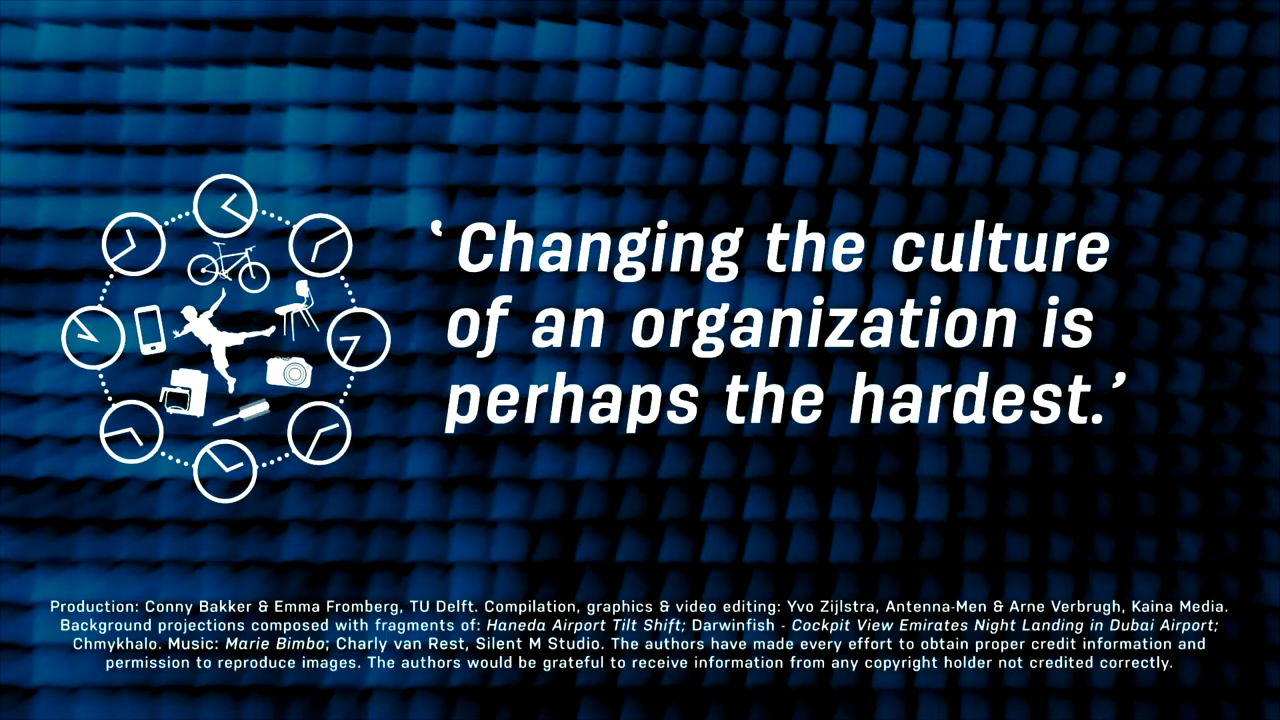 ‘ Changing the culture
of an organization is
perhaps the hardest.’
Production: Conny Bakker & Emma Fromberg, TU Delft. Compilation, graphics & video editing: Yvo Zijlstra, Antenna-Men & Arne Verbrugh, Kaina Media.
Background projections composed with fragments of: Haneda Airport Tilt Shift; Darwinfish - Cockpit View Emirates Night Landing in Dubai Airport;
Chmykhalo. Music: Marie Bimbo; Charly van Rest, Silent M Studio. The authors have made every effort to obtain proper credit information and
permission to reproduce images. The authors would be grateful to receive information from any copyright holder not credited correctly.